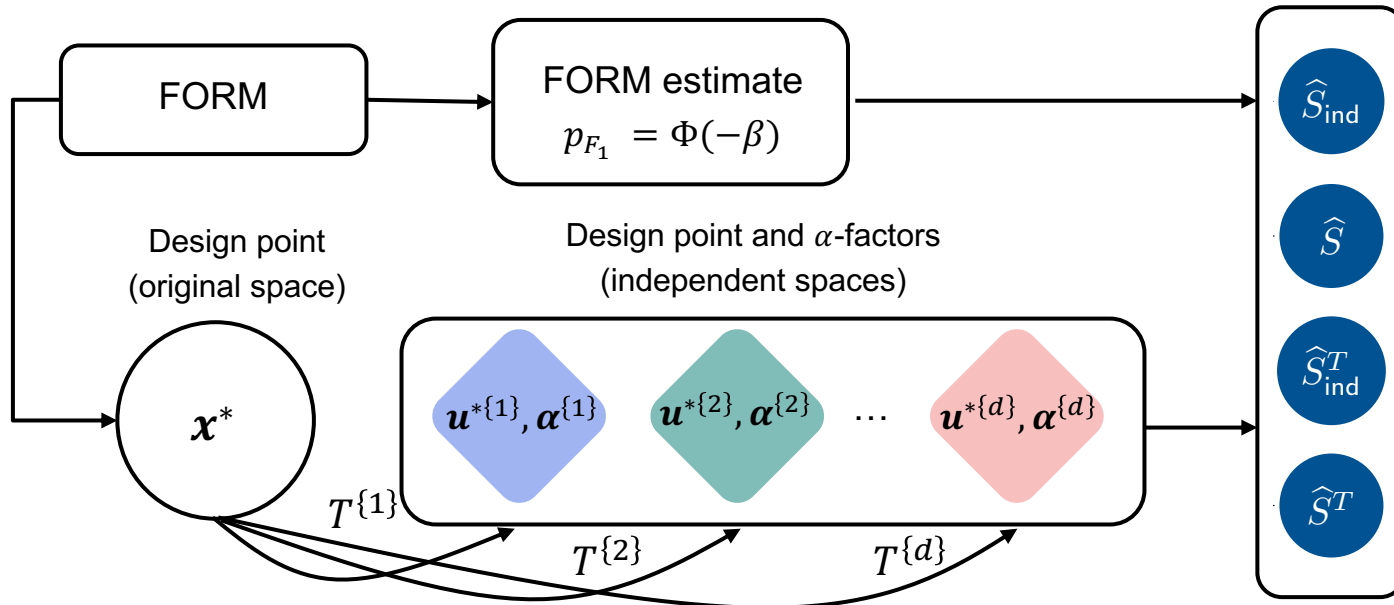 FORM
FORM estimate
𝑝_{F₁} = Φ(−𝛽)
Design point
(original space)
Design point and 𝛼-factors
(independent spaces)
𝒙*
𝒖*{1}, 𝜶{1}
𝒖*{2}, 𝜶{2}
⋯
𝒖*{d}, 𝜶{d}
T{1}
T{2}
T{d}
Ŝ_ind
Ŝ
Ŝ^T_ind
Ŝ^T